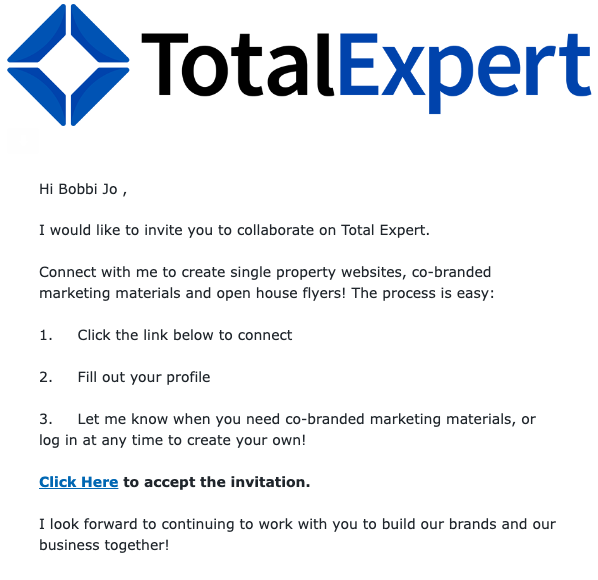 TotalExpert
Hi Bobbi Jo ,
I would like to invite you to collaborate on Total Expert.
Connect with me to create single property websites, co-branded
marketing materials and open house flyers! The process is easy:
1. Click the link below to connect
2. Fill out your profile
3. Let me know when you need co-branded marketing materials, or
log in at any time to create your own!
Click Here to accept the invitation.
I look forward to continuing to work with you to build our brands and our
business together!